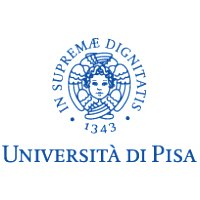 IN SUPREMÆ DIGNITATIS
· 1343 ·
UNIVERSITÀ DI PISA